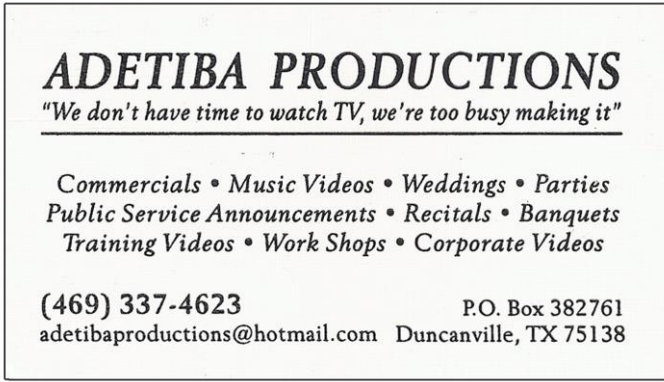 ADETIBA PRODUCTIONS
“We don't have time to watch TV, we're too busy making it”
Commercials • Music Videos • Weddings • Parties
Public Service Announcements • Recitals • Banquets
Training Videos • Work Shops • Corporate Videos
(469) 337-4623
P.O. Box 382761
adetibaproductions@hotmail.com Duncanville, TX 75138